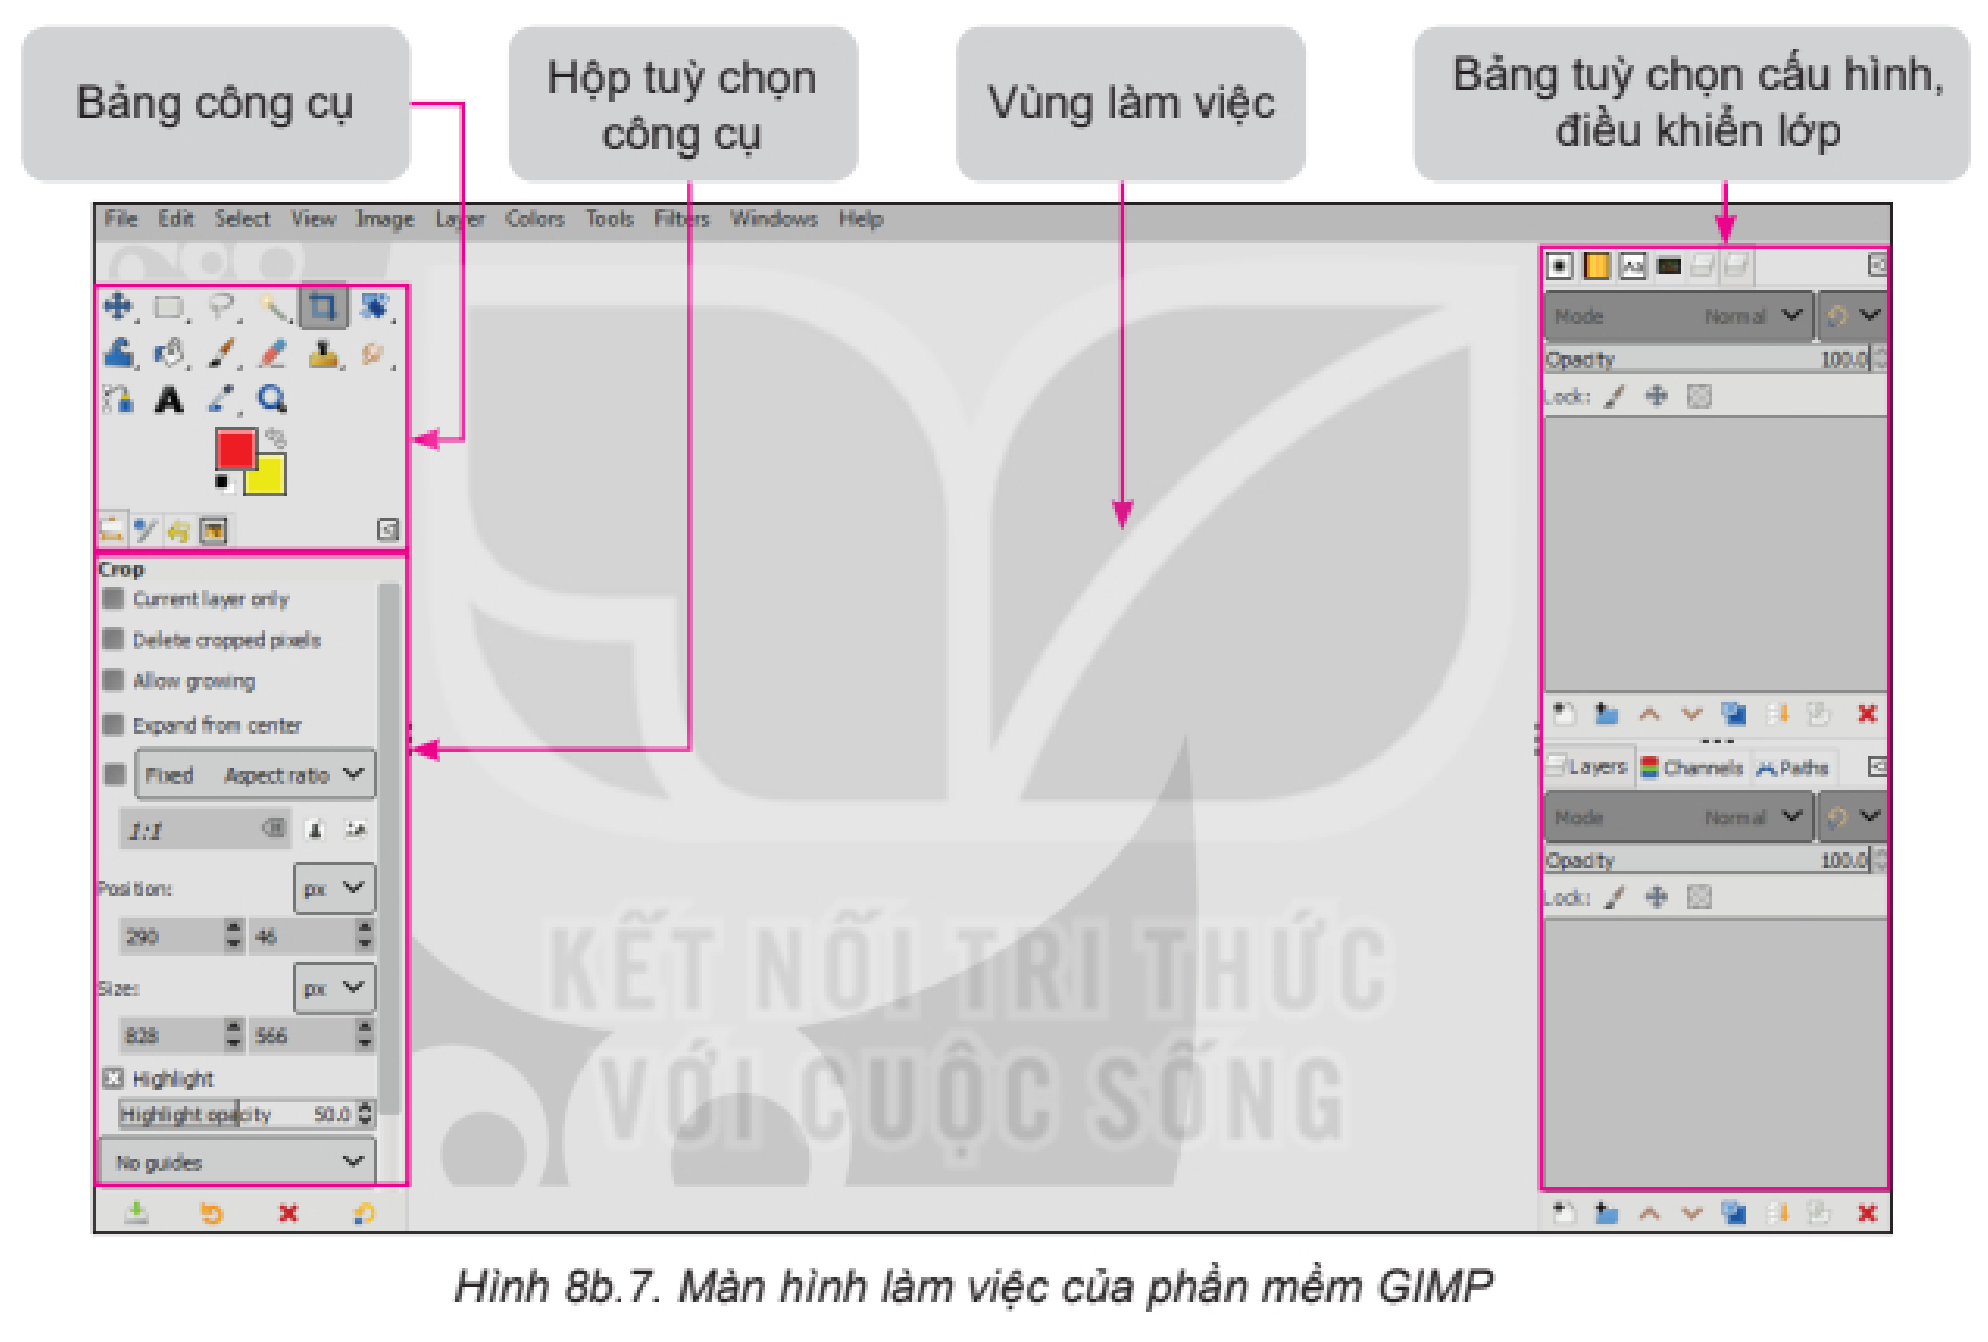 Bảng công cụ
Hộp tuỳ chọn
công cụ
Vùng làm việc
Bảng tuỳ chọn cấu hình,
điều khiển lớp
File Edit Select View Image Layer Colors Tools Filters Windows Help
Mode Normal
Opacity 100.0
Lock:
Crop
Current layer only
Delete cropped pixels
Allow growing
Expand from center
Fixed Aspect ratio
1:1
Position: px
290 46
Size: px
828 566
Highlight
Highlight opacity 50.0
No guides
Layers Channels Paths
Mode Normal
Opacity 100.0
Lock:
KẾT NỐI TRI THỨC
VỚI CUỘC SỐNG
Hình 8b.7. Màn hình làm việc của phần mềm GIMP